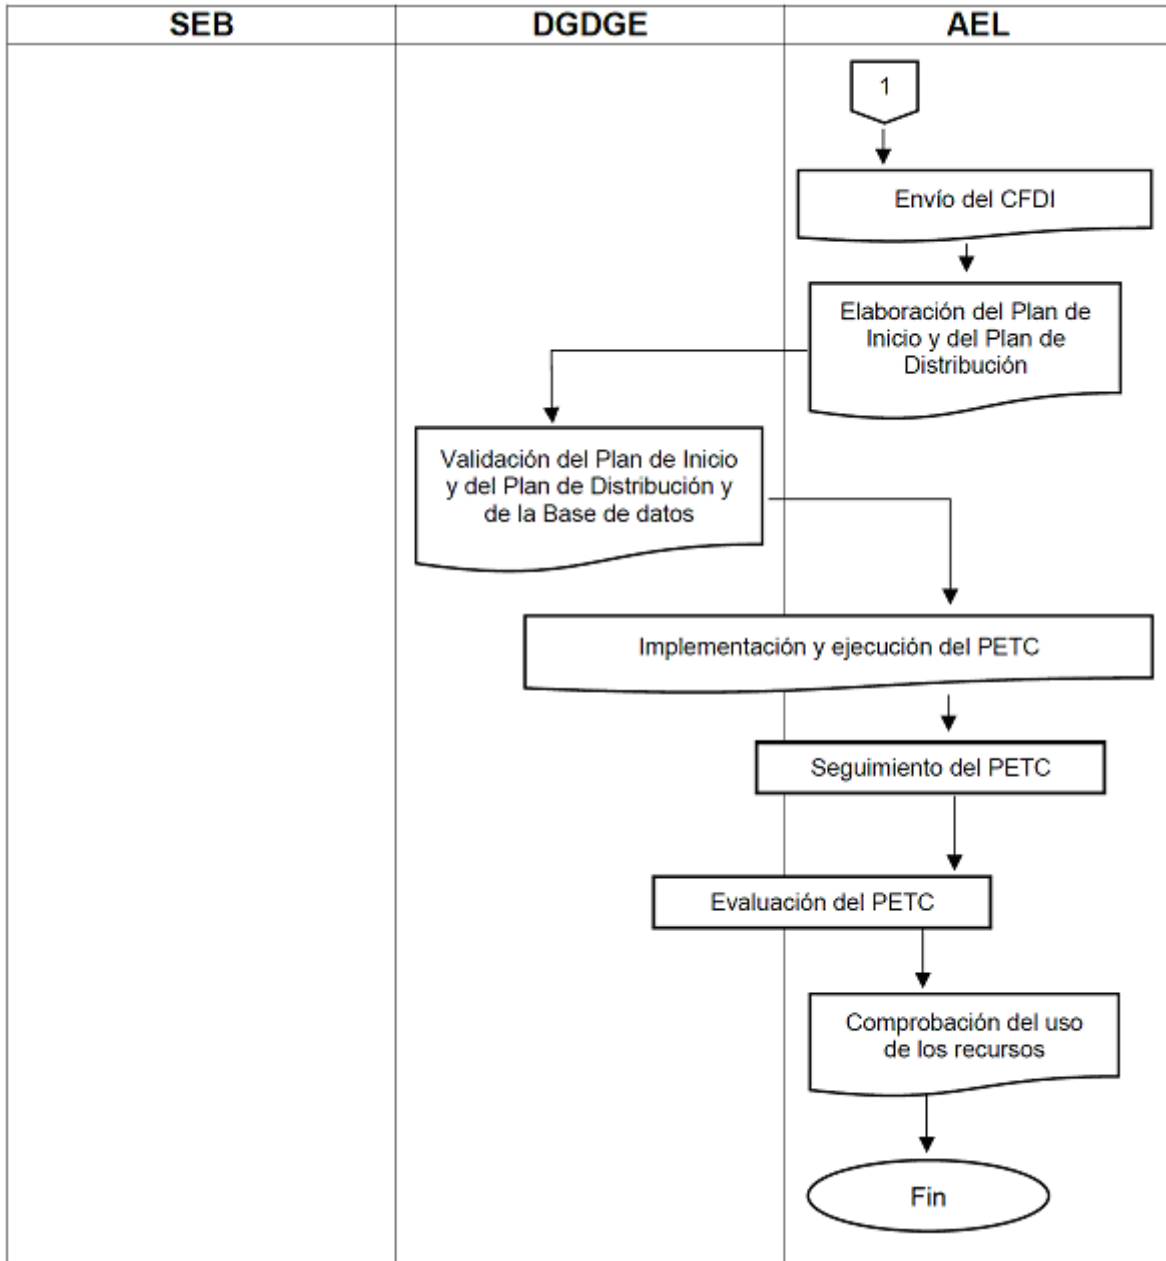 SEB
DGDGE
AEL
1
Envío del CFDI
Elaboración del Plan de
Inicio y del Plan de
Distribución
Validación del Plan de Inicio
y del Plan de Distribución y
de la Base de datos
Implementación y ejecución del PETC
Seguimiento del PETC
Evaluación del PETC
Comprobación del uso
de los recursos
Fin